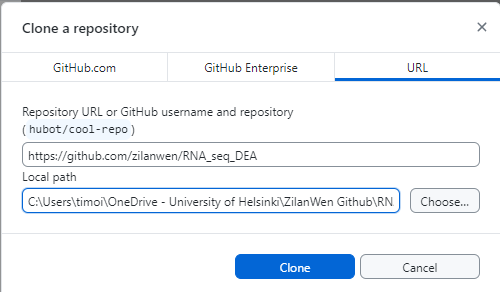 Clone a repository
GitHub.com
GitHub Enterprise
URL
Repository URL or GitHub username and repository
( hubot/cool-repo )
https://github.com/zilanwen/RNA_seq_DEA
Local path
C:\Users\timoi\OneDrive - University of Helsinki\ZilanWen Github\RN
Choose...
Clone
Cancel